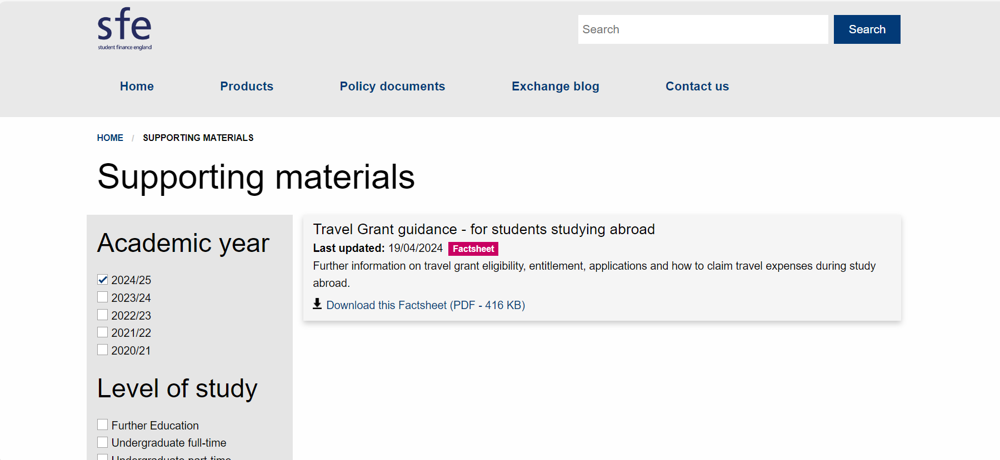 sfe
student finance england
Search
Search
Home
Products
Policy documents
Exchange blog
Contact us
HOME / SUPPORTING MATERIALS
Supporting materials
Academic year
2024/25
2023/24
2022/23
2021/22
2020/21
Level of study
Further Education
Undergraduate full-time
Undergraduate part-time
Travel Grant guidance - for students studying abroad
Last updated: 19/04/2024 Factsheet
Further information on travel grant eligibility, entitlement, applications and how to claim travel expenses during study
abroad.
Download this Factsheet (PDF - 416 KB)